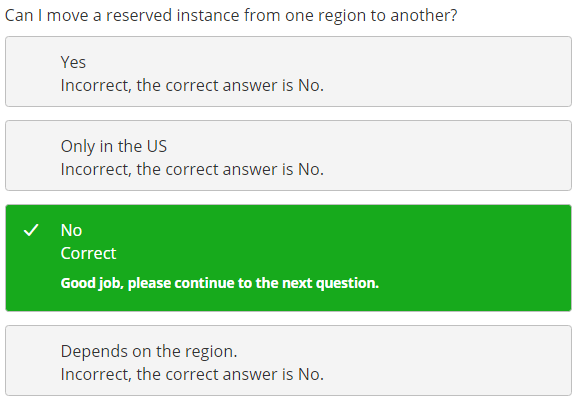 Can I move a reserved instance from one region to another?
Yes
Incorrect, the correct answer is No.
Only in the US
Incorrect, the correct answer is No.
No
Correct
Good job, please continue to the next question.
Depends on the region.
Incorrect, the correct answer is No.